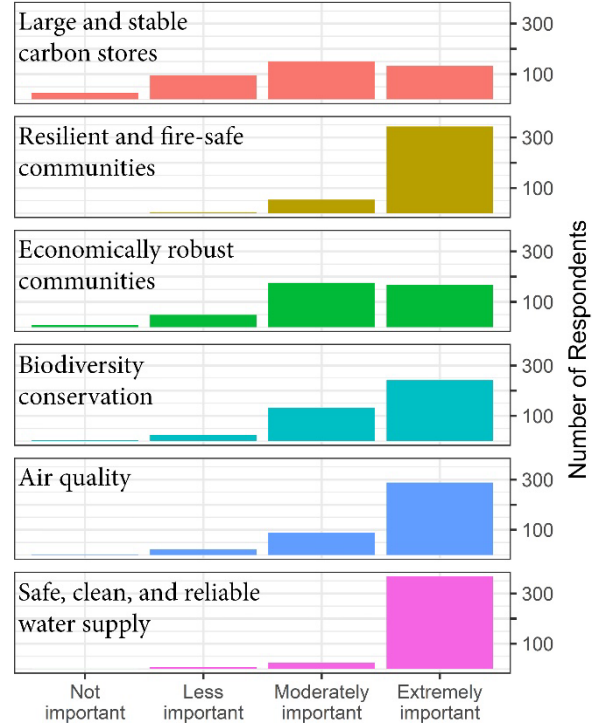 Large and stable
carbon stores
300
100
Resilient and fire-safe
communities
300
100
Economically robust
communities
300
100
Biodiversity
conservation
300
100
Air quality
300
100
Safe, clean, and reliable
water supply
300
100
Number of Respondents
Not
important
Less
important
Moderately
important
Extremely
important